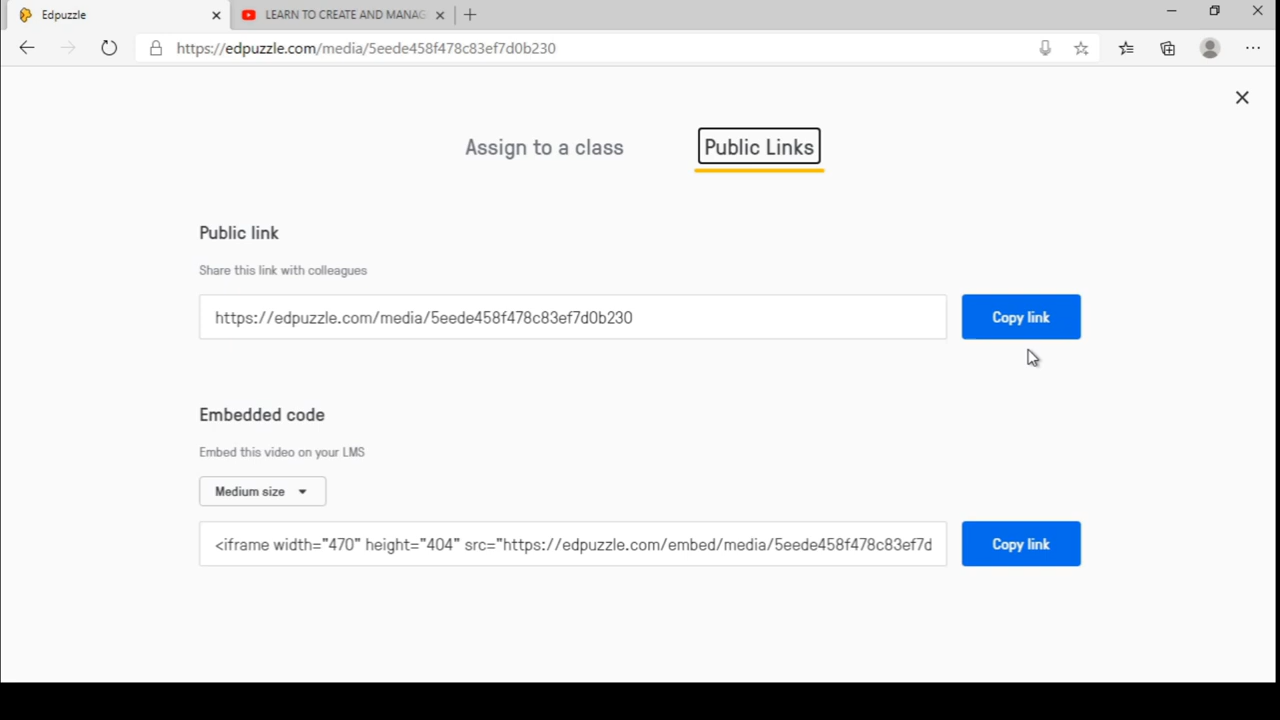 Edpuzzle
LEARN TO CREATE AND MANAG
https://edpuzzle.com/media/5eede458f478c83ef7d0b230
Assign to a class
Public Links
Public link
Share this link with colleagues
https://edpuzzle.com/media/5eede458f478c83ef7d0b230
Copy link
Embedded code
Embed this video on your LMS
Medium size
<iframe width="470" height="404" src="https://edpuzzle.com/embed/media/5eede458f478c83ef7d
Copy link